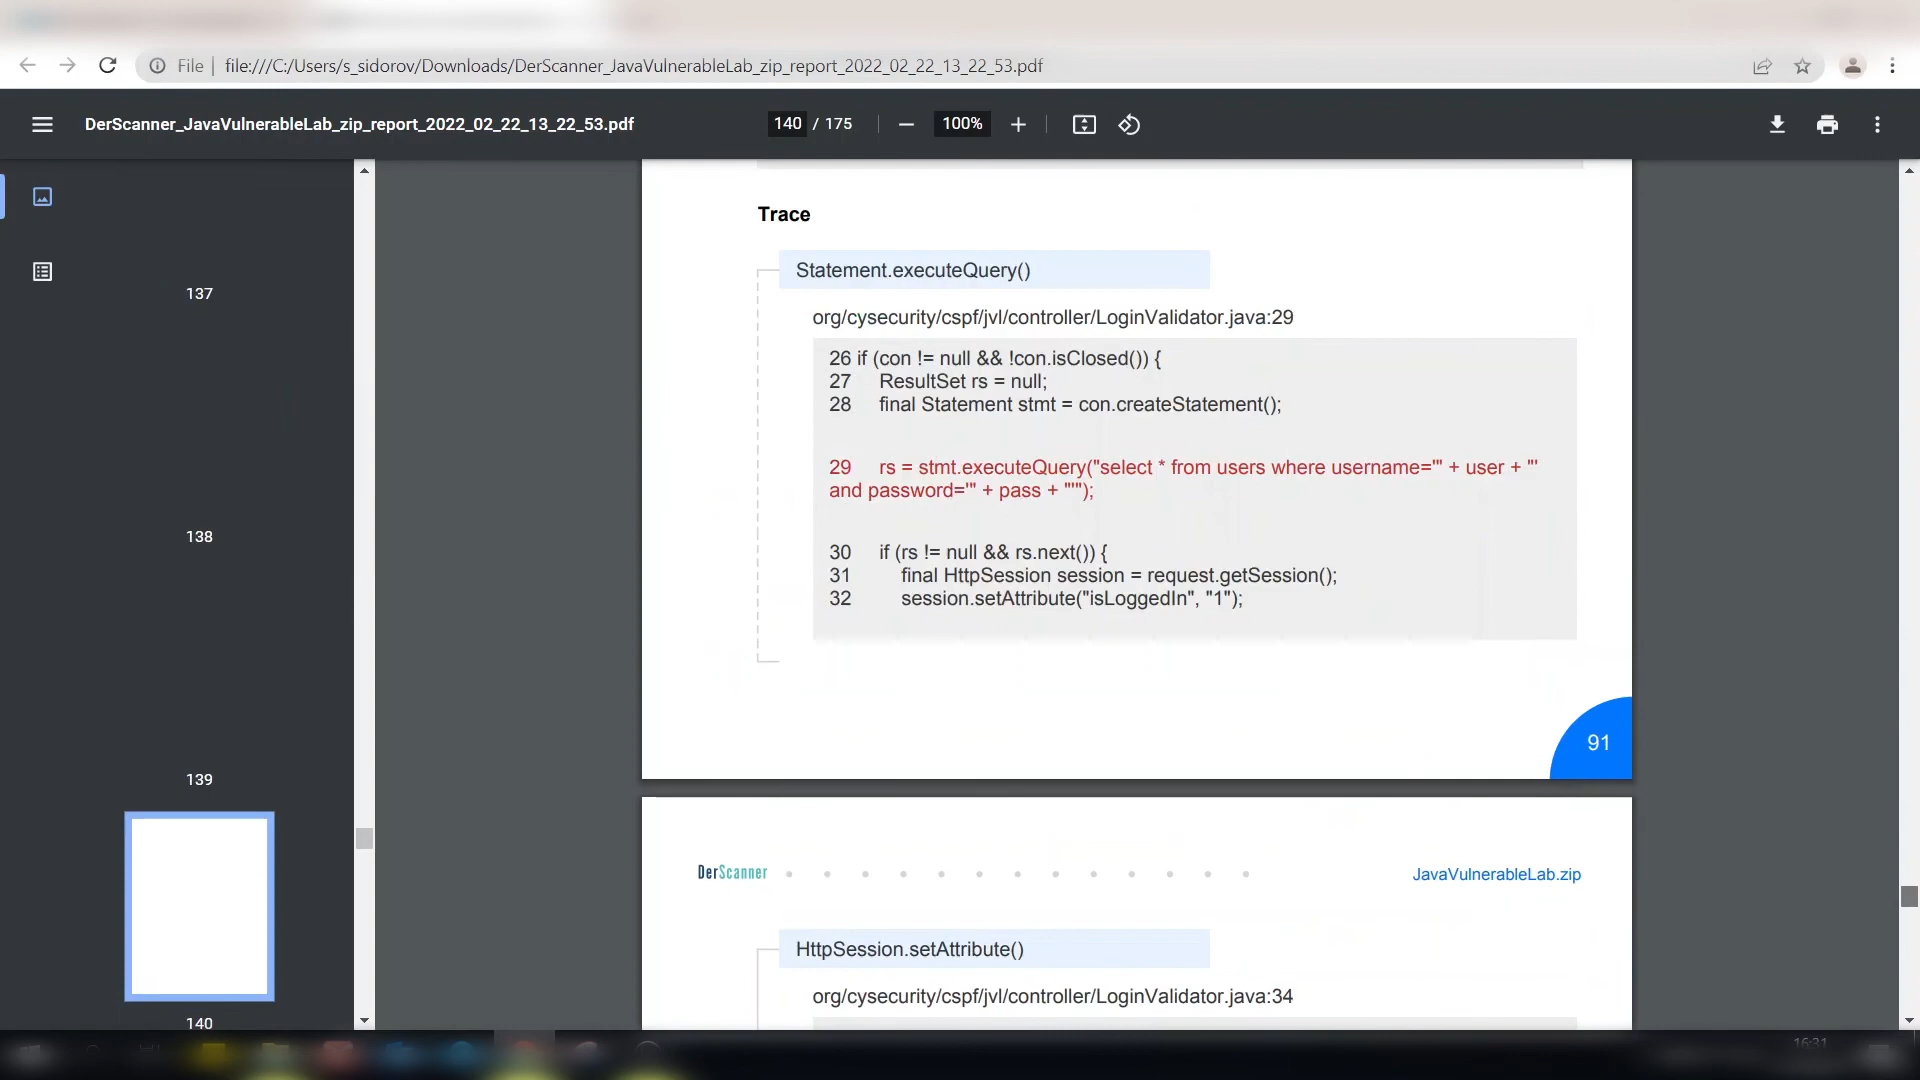 File | file:///C:/Users/s_sidorov/Downloads/DerScanner_JavaVulnerableLab_zip_report_2022_02_22_13_22_53.pdf
DerScanner_JavaVulnerableLab_zip_report_2022_02_22_13_22_53.pdf
140 / 175
100%
137
138
139
140
Trace
Statement.executeQuery()
org/cysecurity/cspf/jvl/controller/LoginValidator.java:29
26 if (con != null && !con.isClosed()) {
27 ResultSet rs = null;
28 final Statement stmt = con.createStatement();
29 rs = stmt.executeQuery("select * from users where username='" + user + "'
and password='" + pass + "'");
30 if (rs != null && rs.next()) {
31 final HttpSession session = request.getSession();
32 session.setAttribute("isLoggedIn", "1");
91
DerScanner
JavaVulnerableLab.zip
HttpSession.setAttribute()
org/cysecurity/cspf/jvl/controller/LoginValidator.java:34
16:31